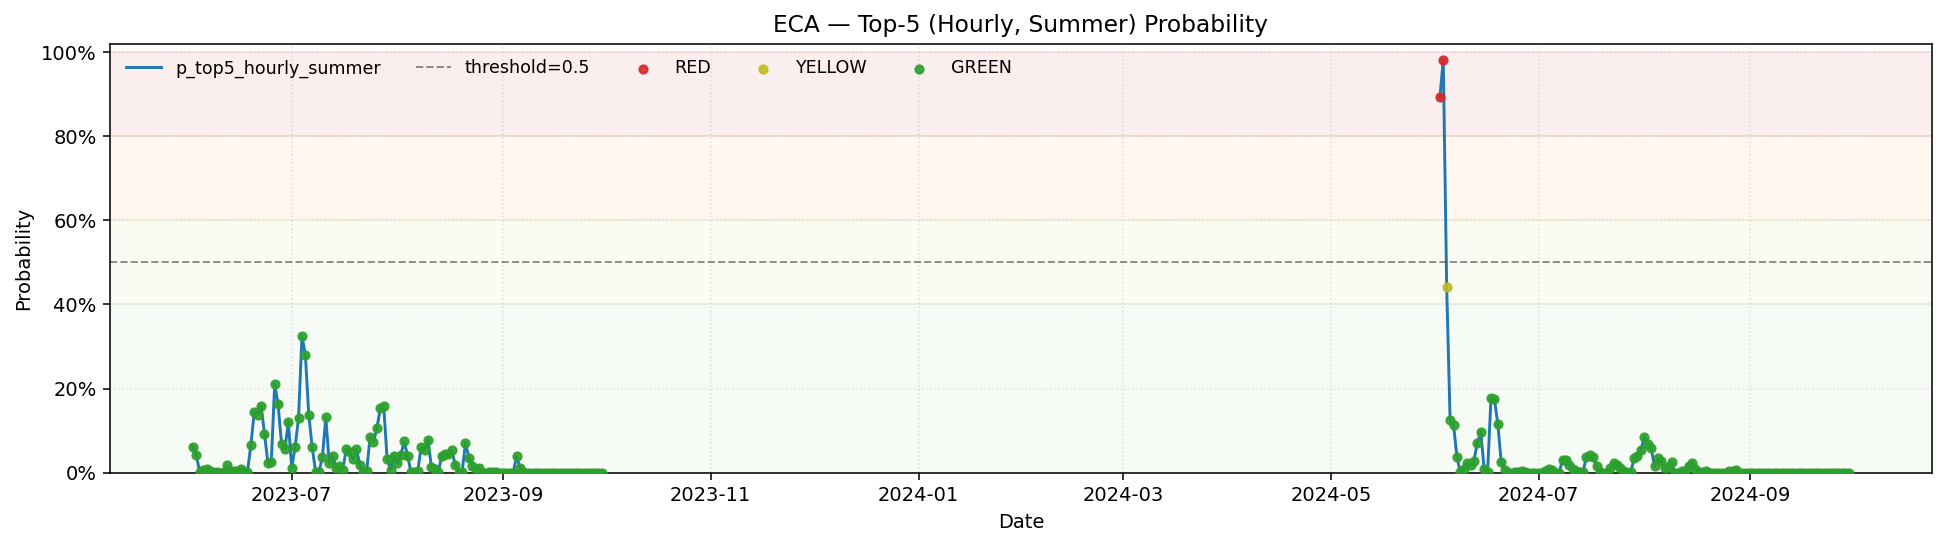 ECA — Top-5 (Hourly, Summer) Probability
100%
80%
60%
40%
20%
0%
Probability
p_top5_hourly_summer
threshold=0.5
RED
YELLOW
GREEN
2023-07
2023-09
2023-11
2024-01
2024-03
2024-05
2024-07
2024-09
Date